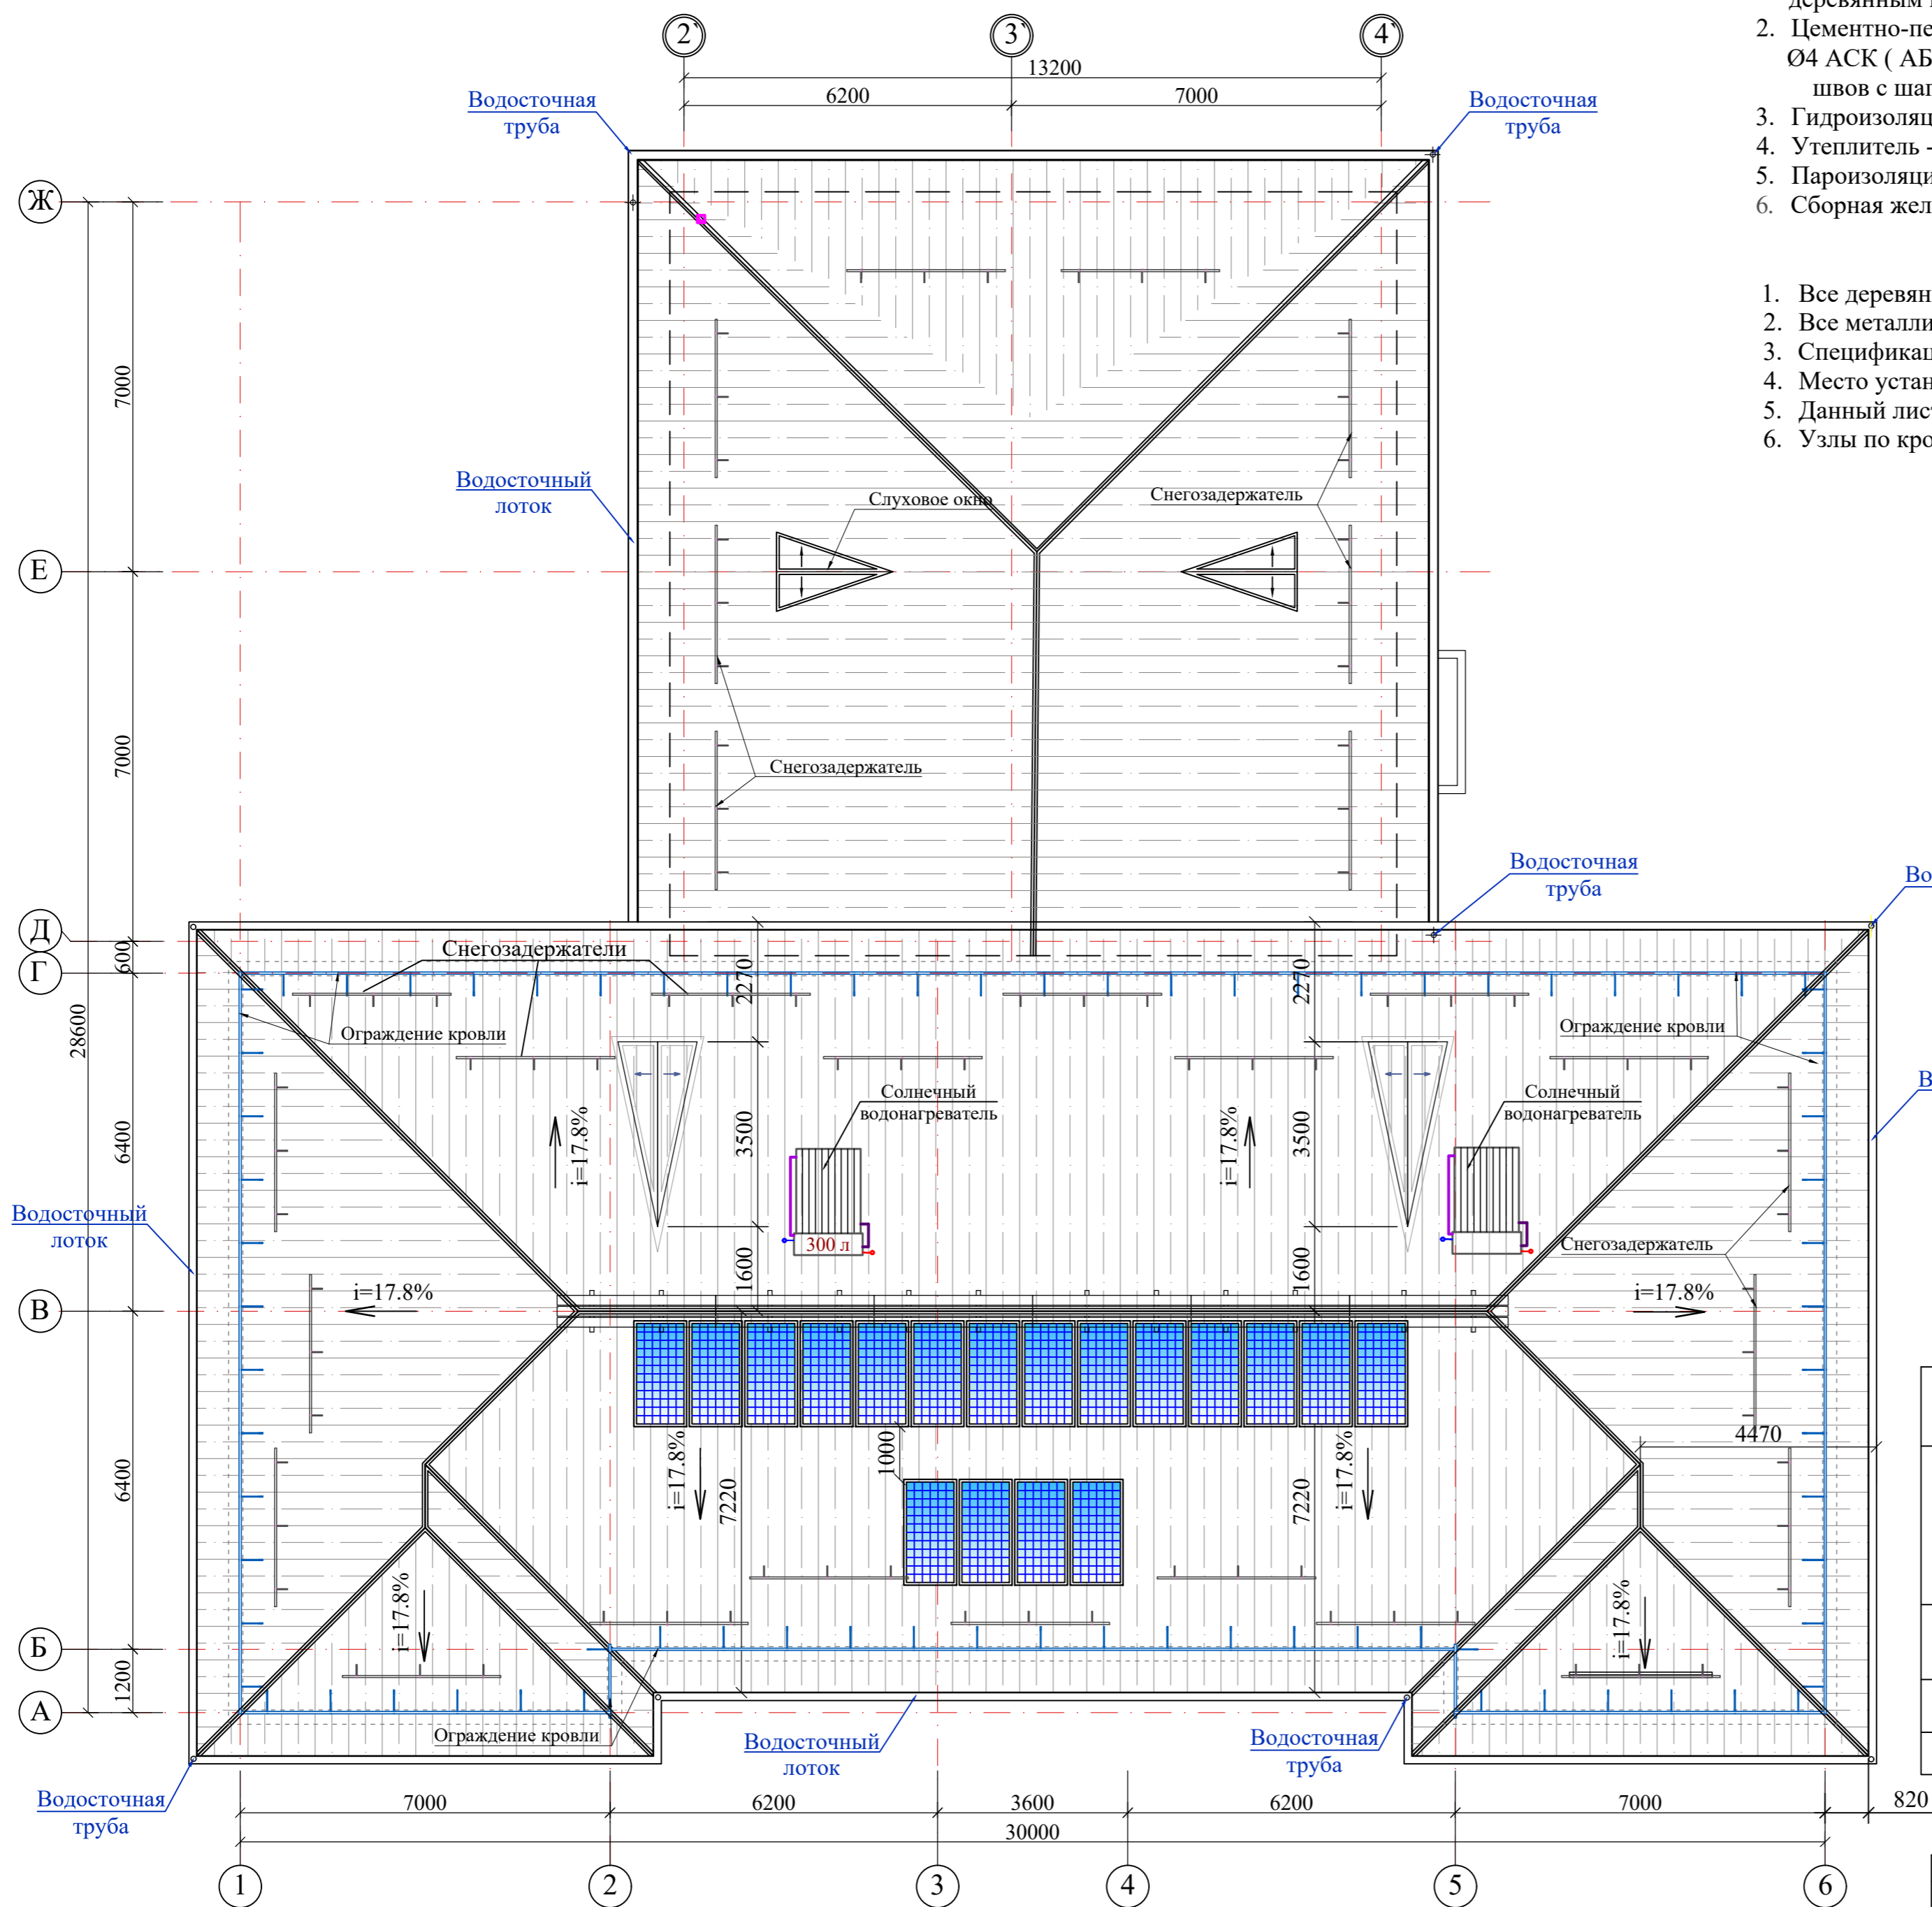 деревянным
2. Цементно-пе
Ø4 АСК ( АБ
швов с шаг
3. Гидроизоляц
4. Утеплитель -
5. Пароизоляци
6. Сборная жел
1. Все деревян
2. Все металли
3. Спецификац
4. Место устан
5. Данный лист
6. Узлы по кро
2'
3'
4'
13200
6200
7000
Водосточная
труба
Водосточная
труба
Ж
7000
Водосточный
лоток
Слуховое окно
Снегозадержатель
Е
7000
Снегозадержатель
Водосточная
труба
Во
Д
600
Г
Снегозадержатели
2270
2270
28600
Ограждение кровли
Ограждение кровли
В
Солнечный
водонагреватель
Солнечный
водонагреватель
6400
i=17.8%
3500
i=17.8%
3500
Водосточный
лоток
300 л
Снегозадержатель
1600
1600
i=17.8%
i=17.8%
В
4470
6400
i=17.8%
7220
1000
7220
i=17.8%
i=17.8%
i=17.8%
Б
1200
А
Ограждение кровли
Водосточный
лоток
Водосточная
труба
Водосточная
труба
7000
6200
3600
6200
7000
820
30000
1
2
3
4
5
6